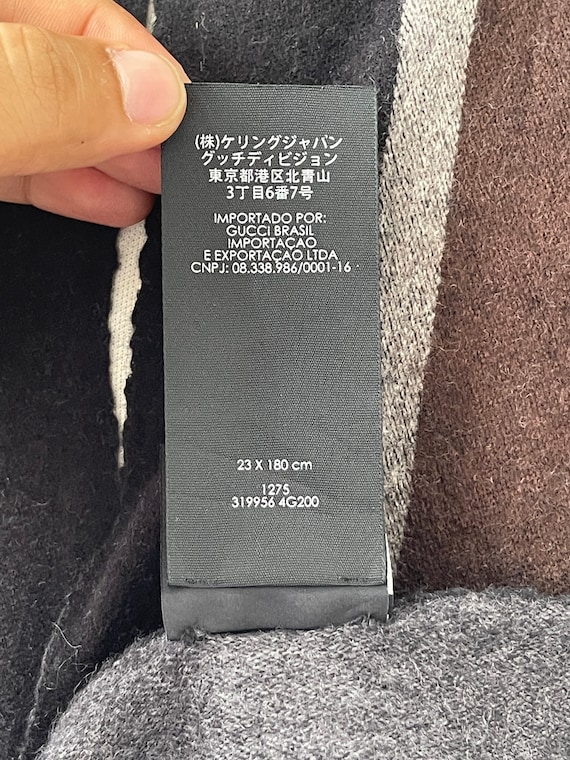 (株)ケリングジャパン
グッチディビジョン
東京都港区北青山
3丁目6番7号
IMPORTADO POR:
GUCCI BRASIL
IMPORTAÇAO
E EXPORTACAO LTDA
CNPJ: 08.338.986/0001-16
23 X 180 cm
1275
319956 4G200